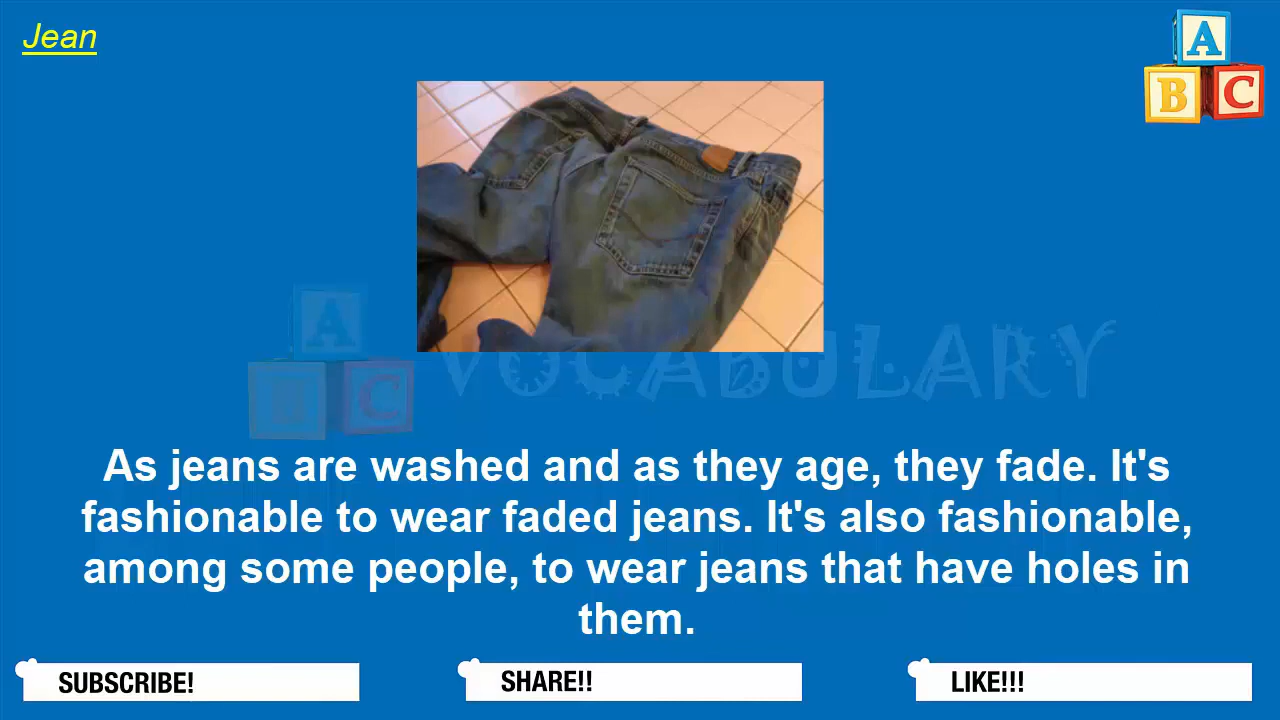 Jean
A
B C
A
B C VOCABULARY
As jeans are washed and as they age, they fade. It's
fashionable to wear faded jeans. It's also fashionable,
among some people, to wear jeans that have holes in
them.
SUBSCRIBE!
SHARE!!
LIKE!!!